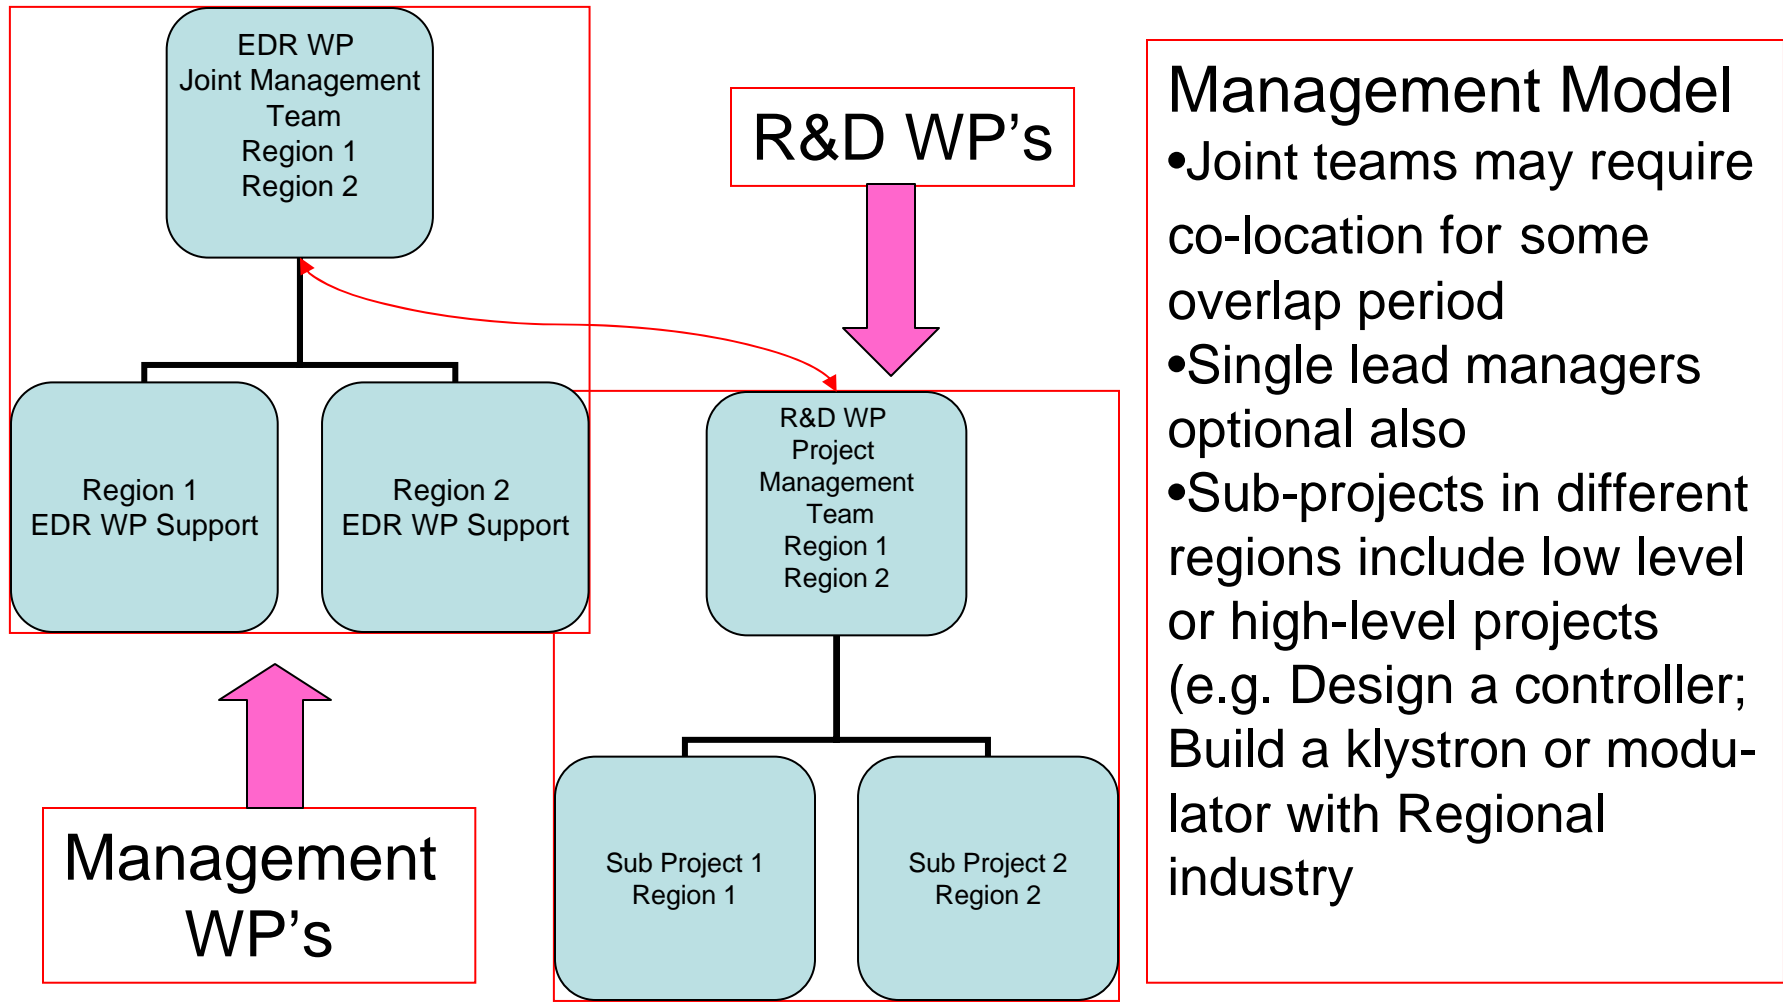 EDR WP
Joint Management
Team
Region 1
Region 2
R&D WP’s
Region 1
EDR WP Support
Region 2
EDR WP Support
R&D WP
Project
Management
Team
Region 1
Region 2
Management
WP’s
Sub Project 1
Region 1
Sub Project 2
Region 2
Management Model
•Joint teams may require
co-location for some
overlap period
•Single lead managers
optional also
•Sub-projects in different
regions include low level
or high-level projects
(e.g. Design a controller;
Build a klystron or modu-
lator with Regional
industry